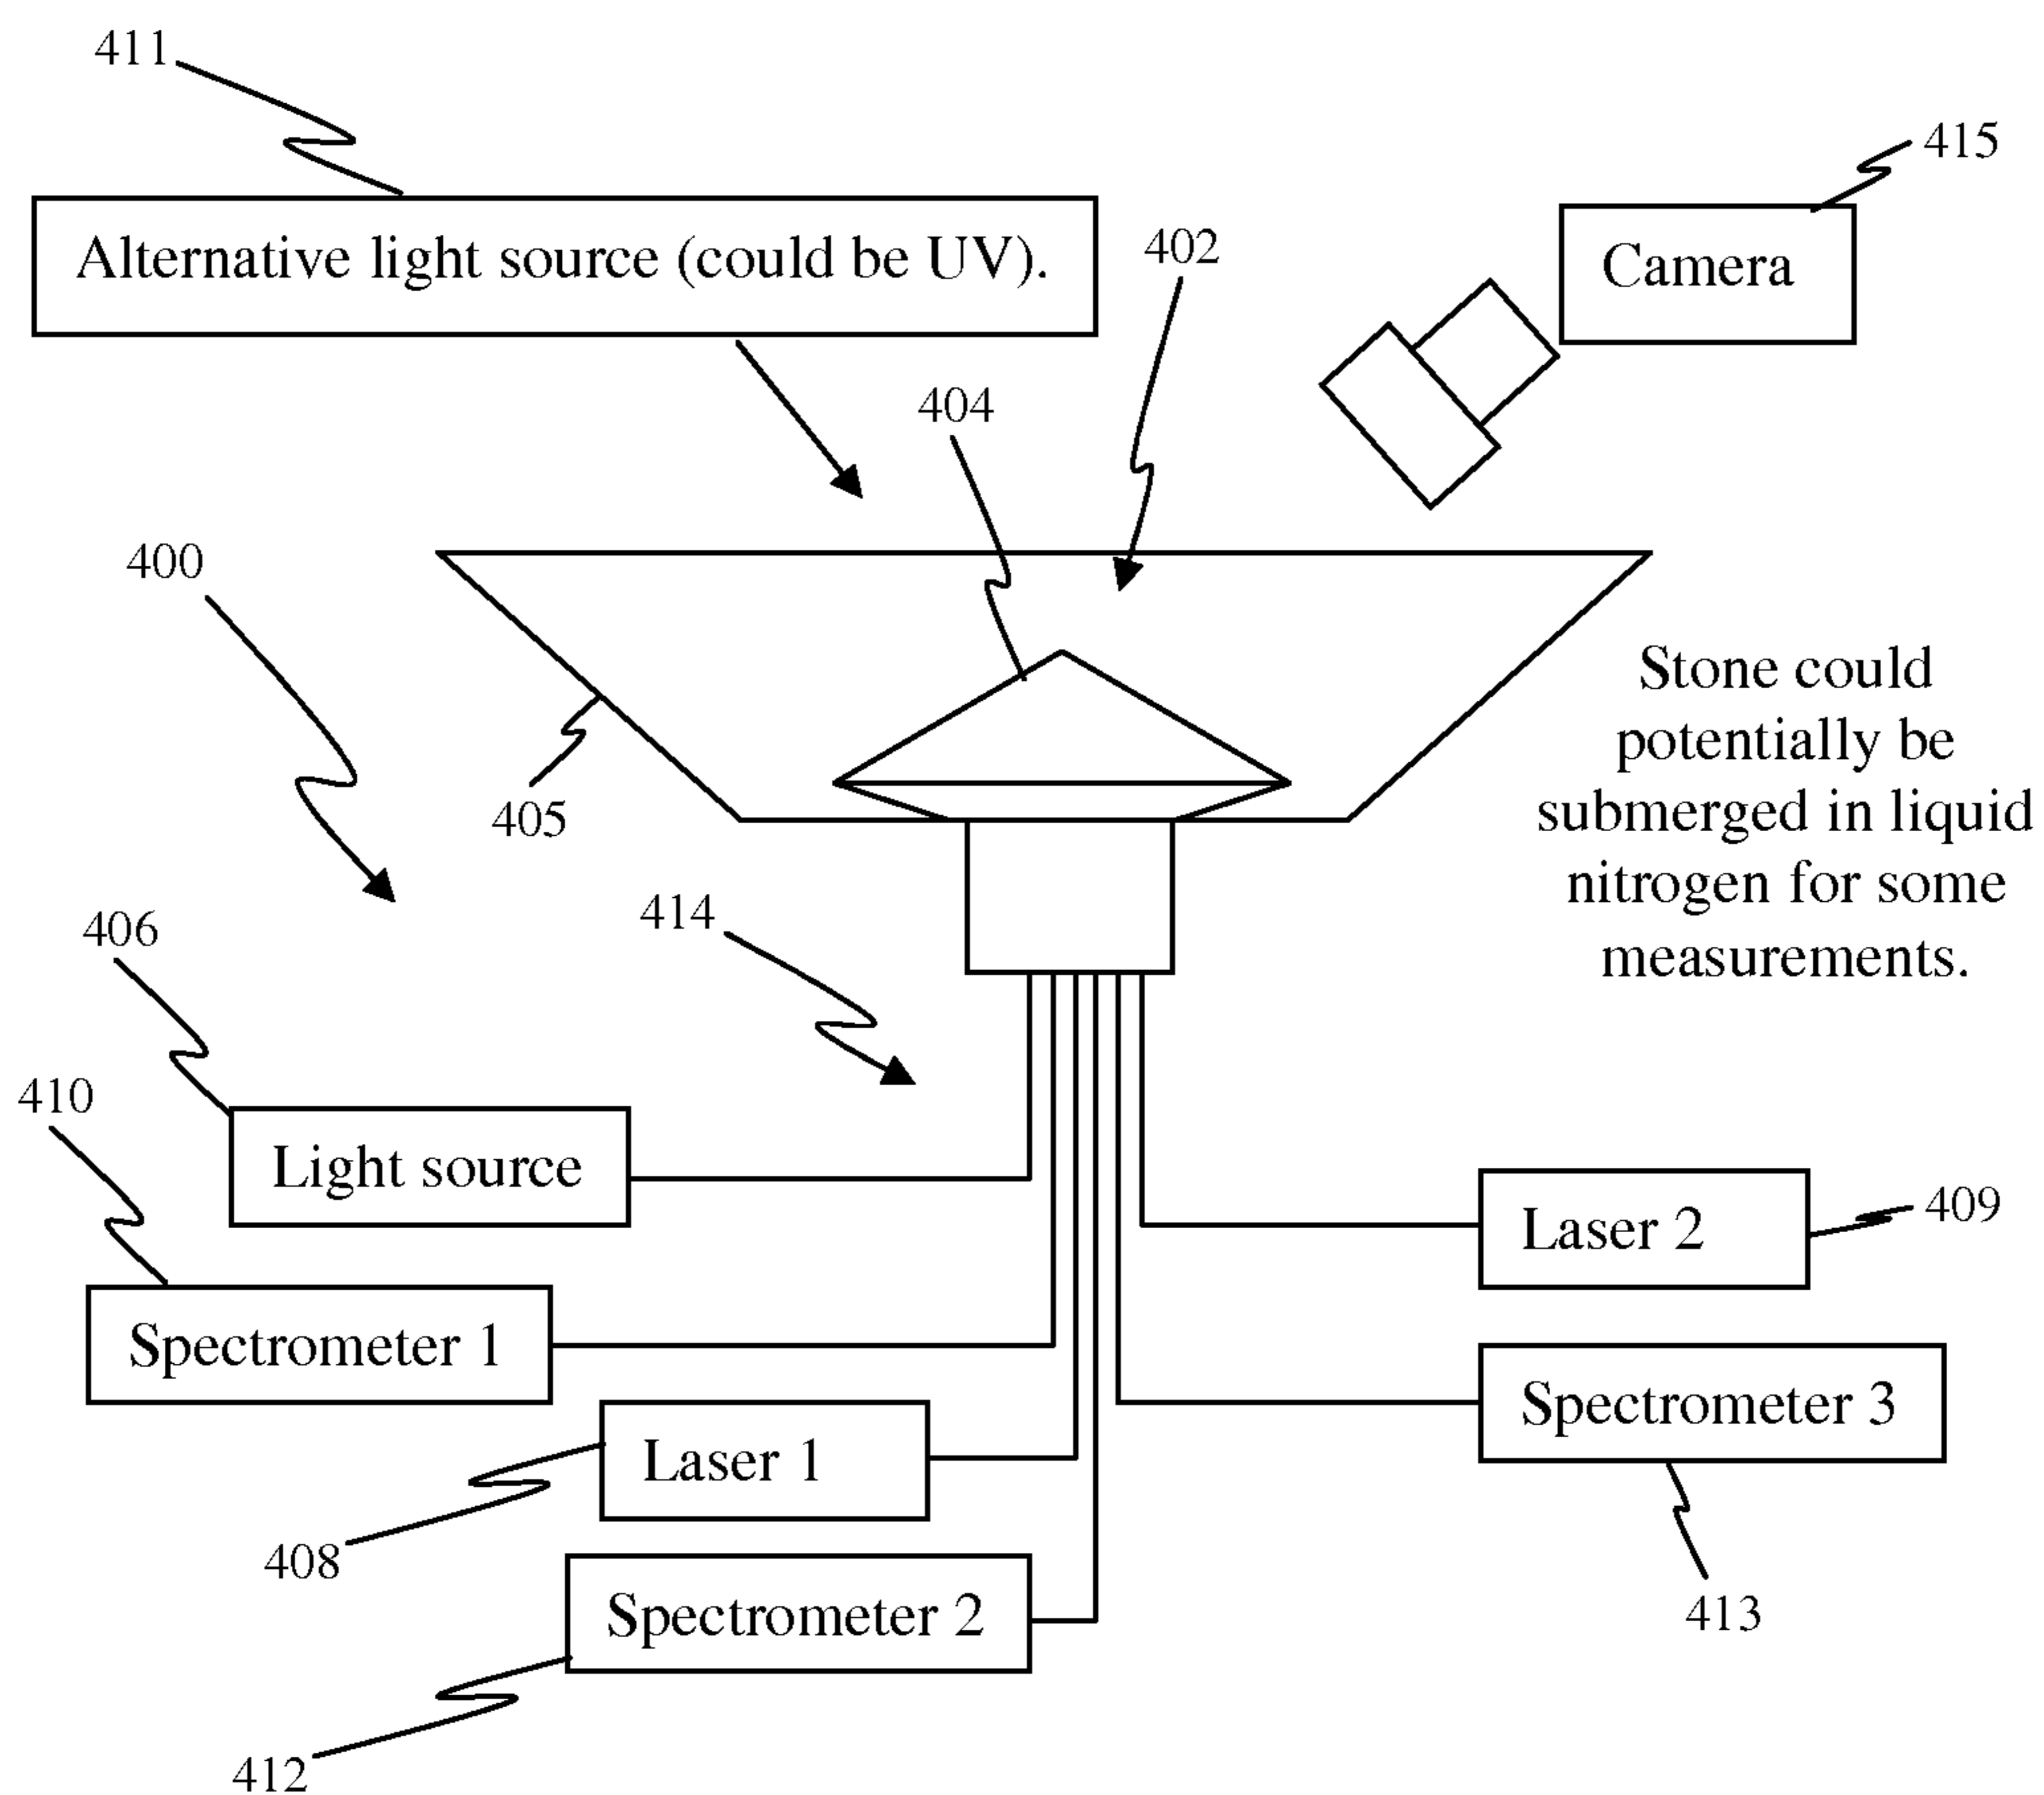 411
415
Alternative light source (could be UV).
402
Camera
404
400
Stone could
potentially be
submerged in liquid
nitrogen for some
measurements.
405
414
406
410
Light source
Laser 2
409
Spectrometer 1
Spectrometer 3
Laser 1
408
Spectrometer 2
413
412